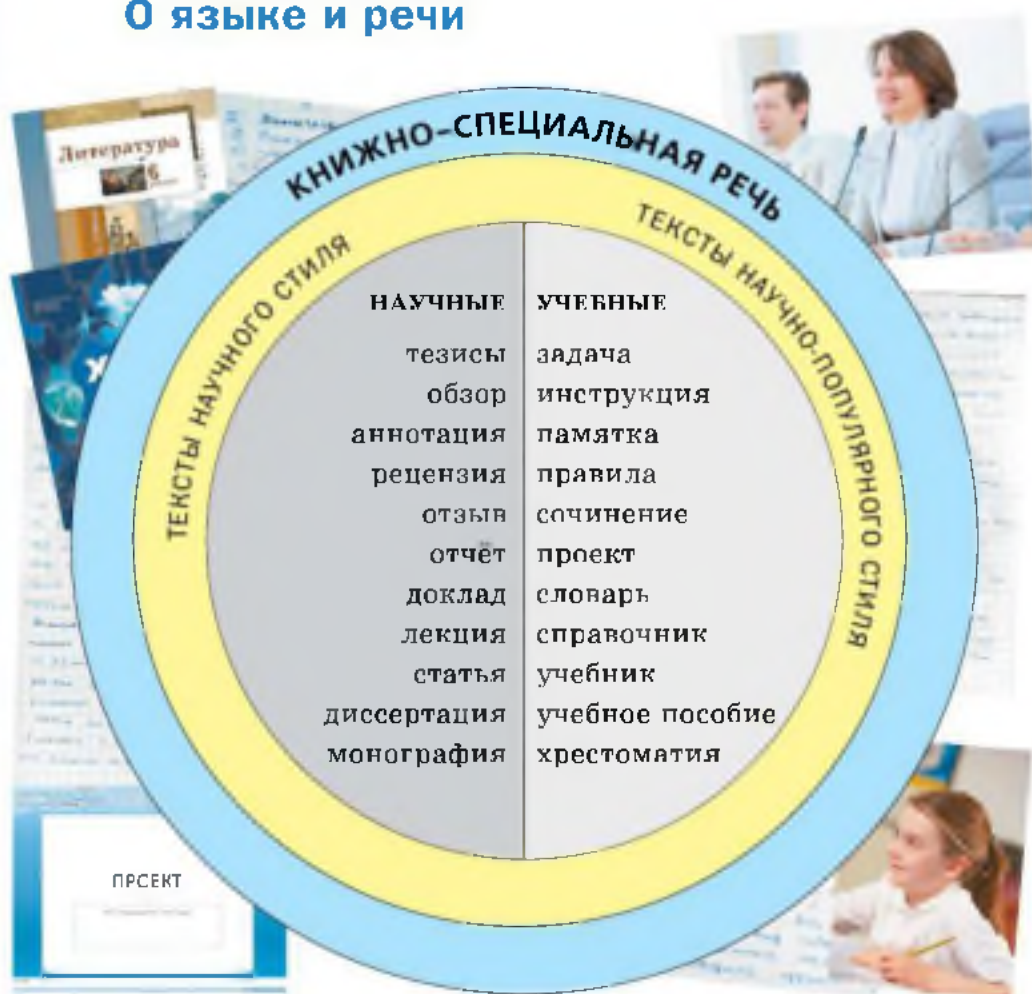 О языке и речи
Литература
6
КНИЖНО-СПЕЦИАЛЬНАЯ РЕЧЬ
ТЕКСТЫ НАУЧНОГО СТИЛЯ
ТЕКСТЫ НАУЧНО-ПОПУЛЯРНОГО СТИЛЯ
НАУЧНЫЕ УЧЕБНЫЕ
тезисы задача
обзор инструкция
аннотация памятка
рецензия правила
отзыв сочинение
отчёт проект
доклад словарь
лекция справочник
статья учебник
диссертация учебное пособие
монография хрестоматия
ПРОЕКТ